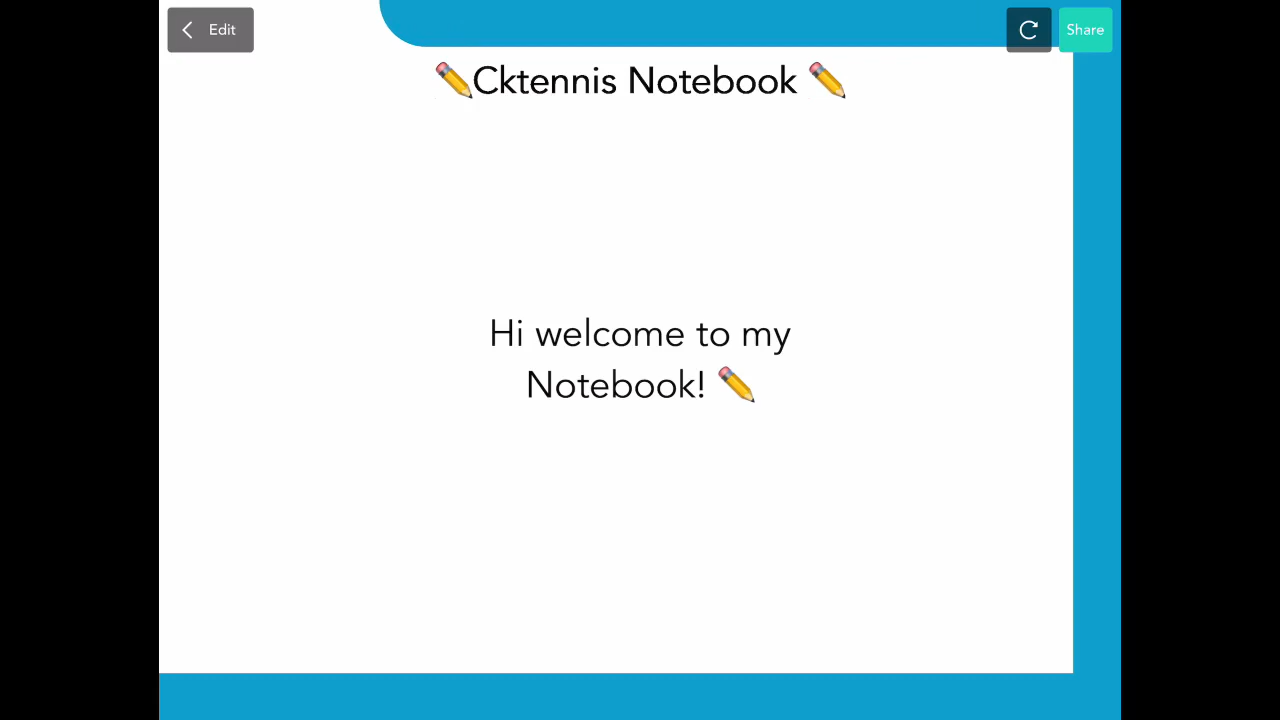 Edit
Share
✏️Cktennis Notebook ✏️
Hi welcome to my
Notebook! ✏️